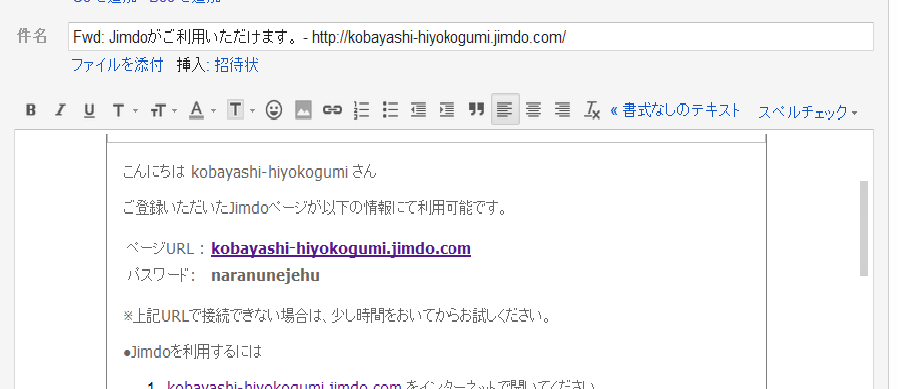 件名 Fwd: Jimdoがご利用いただけます。 - http://kobayashi-hiyokogumi.jimdo.com/
ファイルを添付 挿入: 招待状
B I U T T A T « 書式なしのテキスト スペルチェック
こんにちは kobayashi-hiyokogumi さん
ご登録いただいたJimdoページが以下の情報にて利用可能です。
ページURL : kobayashi-hiyokogumi.jimdo.com
パスワード: naranunejehu
※上記URLで接続できない場合は、少し時間をおいてからお試しください。
●Jimdoを利用するには
1. kobayashi-hiyokogumi.jimdo.com をインターネットで開いてください